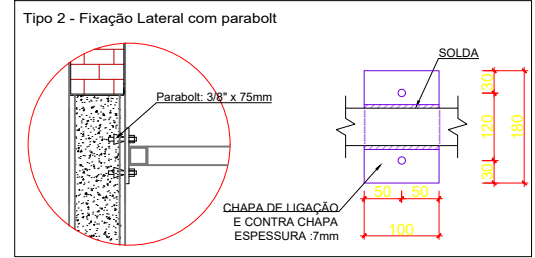 Tipo 2 - Fixação Lateral com parabolt
SOLDA
Parabolt: 3/8" x 75mm
30
120
180
30
50
50
100
CHAPA DE LIGAÇÃO
E CONTRA CHAPA
ESPESSURA :7mm